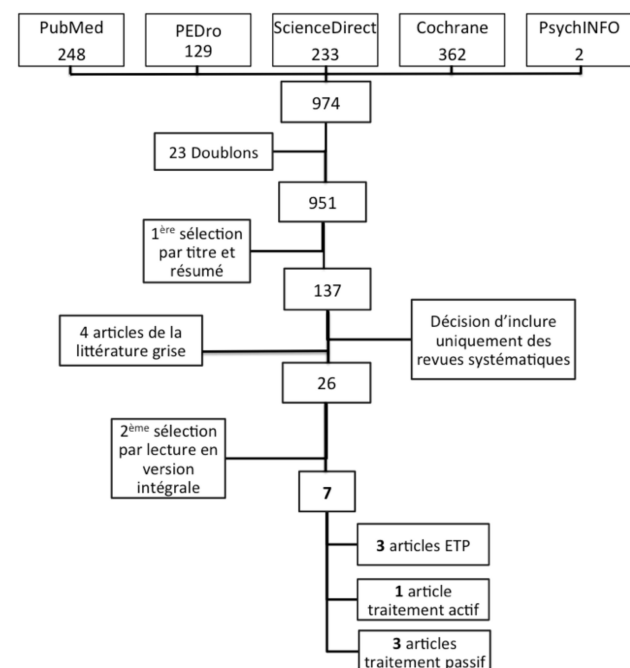 PubMed
248
PEDro
129
ScienceDirect
233
Cochrane
362
PsychINFO
2
974
23 Doublons
951
1ère sélection
par titre et
résumé
137
4 articles de la
littérature grise
Décision d'inclure
uniquement des
revues systématiques
26
2ème sélection
par lecture en
version
intégrale
7
3 articles ETP
1 article
traitement actif
3 articles
traitement passif